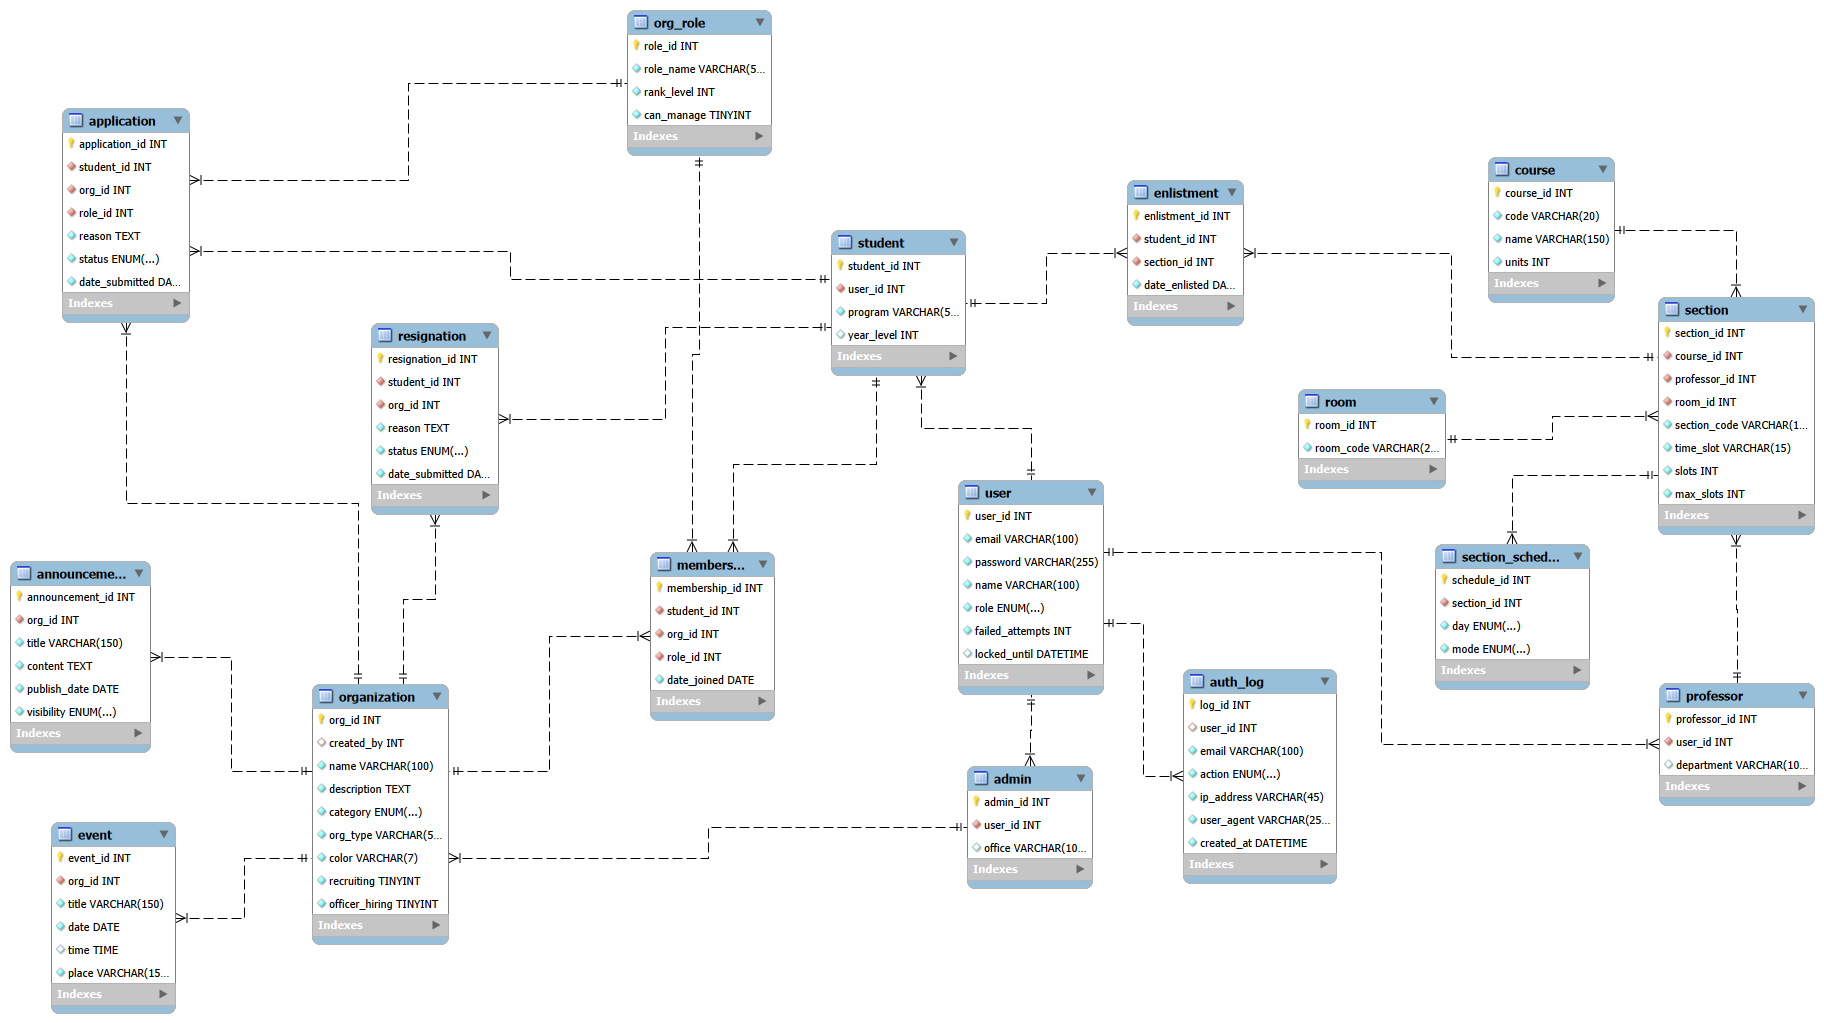 org_role
role_id INT
role_name VARCHAR(5...
rank_level INT
can_manage TINYINT
Indexes
application
application_id INT
student_id INT
org_id INT
role_id INT
reason TEXT
status ENUM(...)
date_submitted DA...
Indexes
student
student_id INT
user_id INT
program VARCHAR(5...
year_level INT
Indexes
enlistment
enlistment_id INT
student_id INT
section_id INT
date_enlisted DA...
Indexes
course
course_id INT
code VARCHAR(20)
name VARCHAR(150)
units INT
Indexes
section
section_id INT
course_id INT
professor_id INT
room_id INT
section_code VARCHAR(1...
time_slot VARCHAR(15)
slots INT
max_slots INT
Indexes
resignation
resignation_id INT
student_id INT
org_id INT
reason TEXT
status ENUM(...)
date_submitted DA...
Indexes
room
room_id INT
room_code VARCHAR(2...
Indexes
user
user_id INT
email VARCHAR(100)
password VARCHAR(255)
name VARCHAR(100)
role ENUM(...)
failed_attempts INT
locked_until DATETIME
Indexes
section_sched...
schedule_id INT
section_id INT
day ENUM(...)
mode ENUM(...)
Indexes
announceme...
announcement_id INT
org_id INT
title VARCHAR(150)
content TEXT
publish_date DATE
visibility ENUM(...)
Indexes
members...
membership_id INT
student_id INT
org_id INT
role_id INT
date_joined DATE
Indexes
organization
org_id INT
created_by INT
name VARCHAR(100)
description TEXT
category ENUM(...)
org_type VARCHAR(5...
color VARCHAR(7)
recruiting TINYINT
officer_hiring TINYINT
Indexes
auth_log
log_id INT
user_id INT
email VARCHAR(100)
action ENUM(...)
ip_address VARCHAR(45)
user_agent VARCHAR(25...
created_at DATETIME
Indexes
professor
professor_id INT
user_id INT
department VARCHAR(10...
Indexes
admin
admin_id INT
user_id INT
office VARCHAR(10...
Indexes
event
event_id INT
org_id INT
title VARCHAR(150)
date DATE
time TIME
place VARCHAR(15...
Indexes